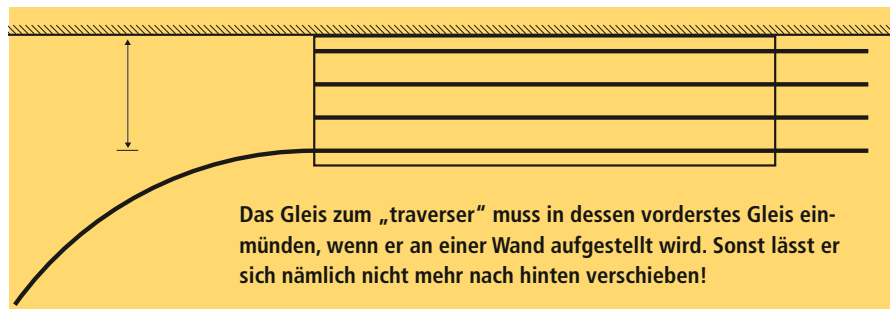 Das Gleis zum „traverser“ muss in dessen vorderstes Gleis ein-
münden, wenn er an einer Wand aufgestellt wird. Sonst lässt er
sich nämlich nicht mehr nach hinten verschieben!